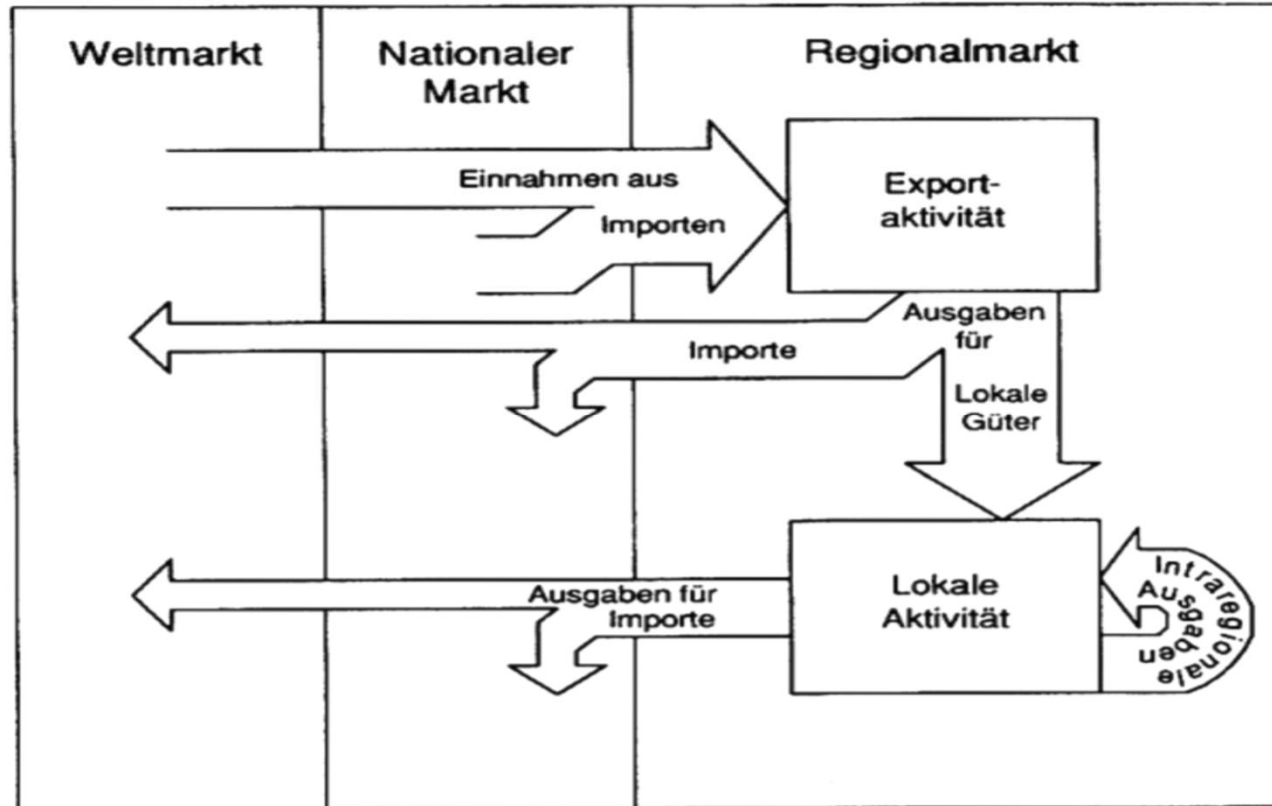 Weltmarkt
Nationaler
Markt
Regionalmarkt
Einnahmen aus
Importen
Export-
aktivität
Ausgaben
für
Importe
Lokale
Güter
Ausgaben für
Importe
Lokale
Aktivität
Intraregionale
Ausgaben